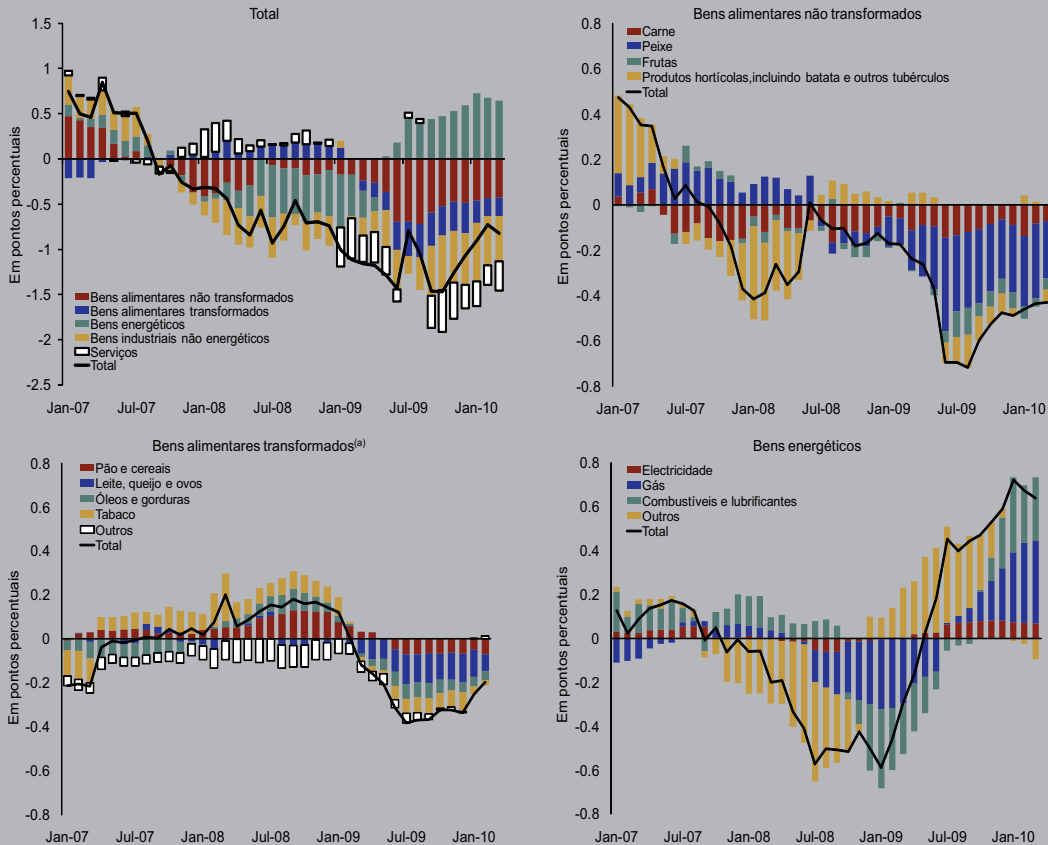 Total
Em pontos percentuais
1.5
1
0.5
0
-0.5
-1
-1.5
-2
-2.5
Bens alimentares não transformados
Bens alimentares transformados
Bens energéticos
Bens industriais não energéticos
Serviços
Total
Jan-07 Jul-07 Jan-08 Jul-08 Jan-09 Jul-09 Jan-10
Bens alimentares não transformados
Em pontos percentuais
0.8
0.6
0.4
0.2
0
-0.2
-0.4
-0.6
-0.8
Carne
Peixe
Frutas
Produtos hortícolas,incluindo batata e outros tubérculos
Total
Jan-07 Jul-07 Jan-08 Jul-08 Jan-09 Jul-09 Jan-10
Bens alimentares transformados(a)
Em pontos percentuais
0.8
0.6
0.4
0.2
0
-0.2
-0.4
-0.6
-0.8
Pão e cereais
Leite, queijo e ovos
Óleos e gorduras
Tabaco
Outros
Total
Jan-07 Jul-07 Jan-08 Jul-08 Jan-09 Jul-09 Jan-10
Bens energéticos
Em pontos percentuais
0.8
0.6
0.4
0.2
0
-0.2
-0.4
-0.6
-0.8
Electricidade
Gás
Combustíveis e lubrificantes
Outros
Total
Jan-07 Jul-07 Jan-08 Jul-08 Jan-09 Jul-09 Jan-10